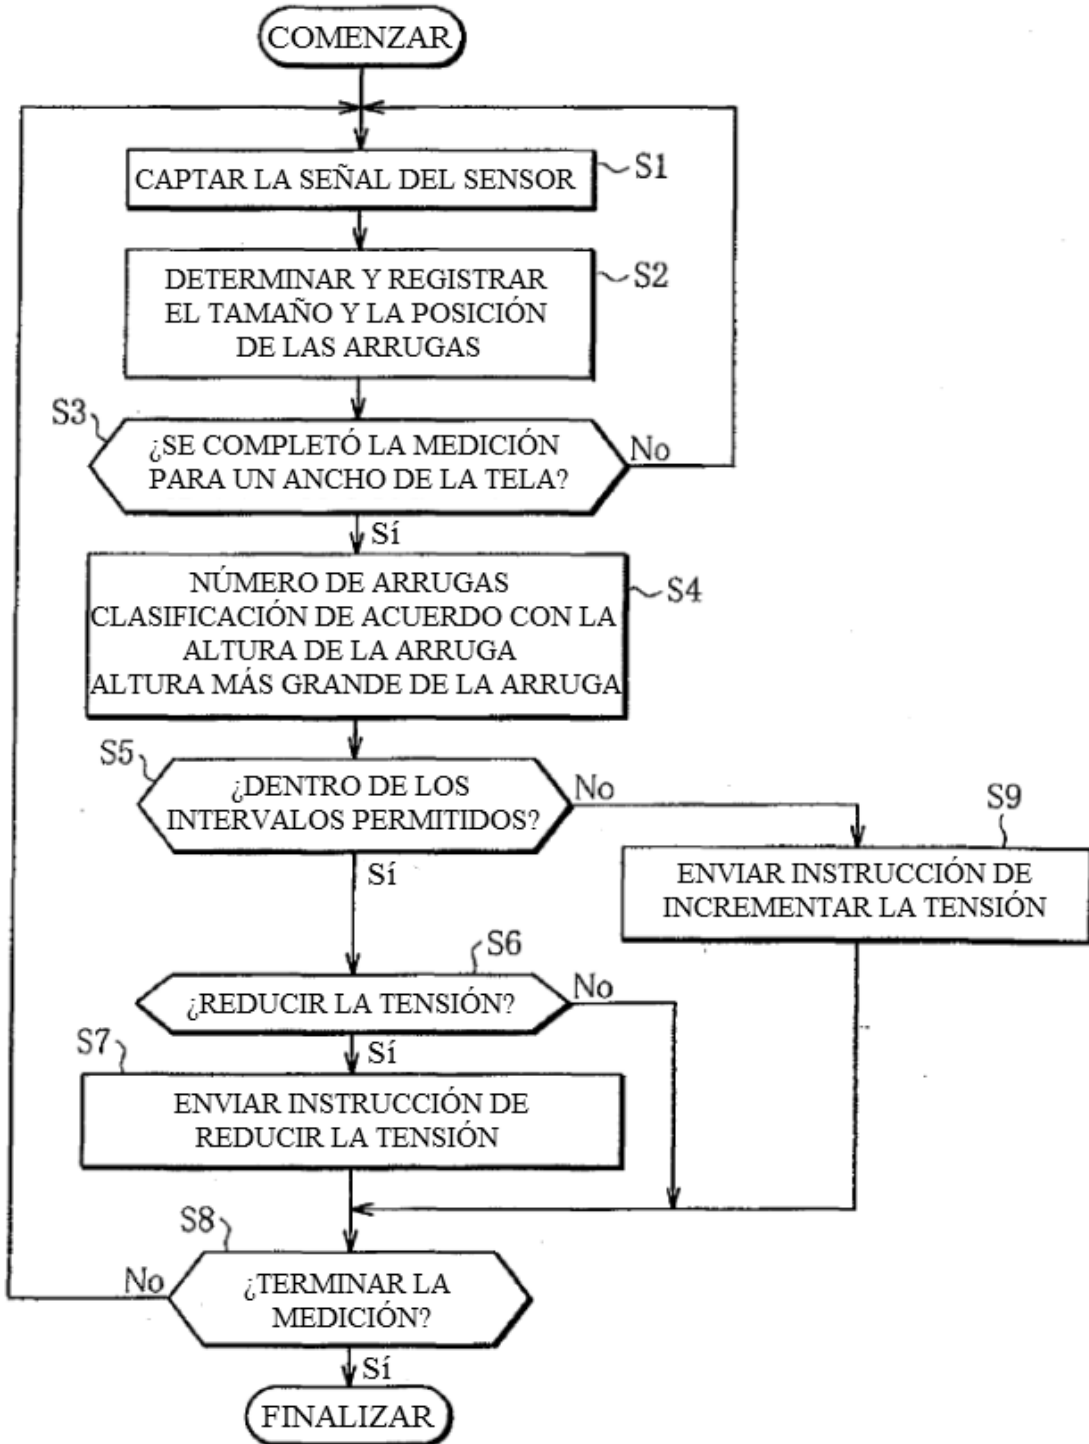 COMENZAR
CAPTAR LA SEÑAL DEL SENSOR
S1
DETERMINAR Y REGISTRAR
EL TAMAÑO Y LA POSICIÓN
DE LAS ARRUGAS
S2
S3
¿SE COMPLETÓ LA MEDICIÓN
PARA UN ANCHO DE LA TELA?
No
Sí
NÚMERO DE ARRUGAS
CLASIFICACIÓN DE ACUERDO CON LA
ALTURA DE LA ARRUGA
ALTURA MÁS GRANDE DE LA ARRUGA
S4
S5
¿DENTRO DE LOS
INTERVALOS PERMITIDOS?
No
Sí
S9
ENVIAR INSTRUCCIÓN DE
INCREMENTAR LA TENSIÓN
S6
¿REDUCIR LA TENSIÓN?
No
Sí
S7
ENVIAR INSTRUCCIÓN DE
REDUCIR LA TENSIÓN
S8
No
¿TERMINAR LA
MEDICIÓN?
Sí
FINALIZAR